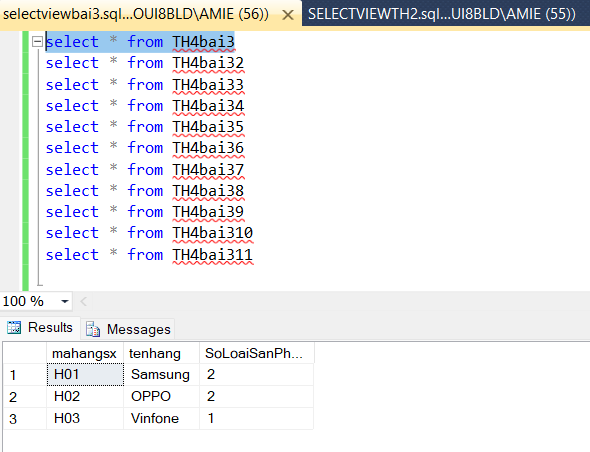 selectviewbai3.sql...OUI8BLD\AMIE (56)) SELECTVIEWTH2.sql...UI8BLD\AMIE (55))
select * from TH4bai3
select * from TH4bai32
select * from TH4bai33
select * from TH4bai34
select * from TH4bai35
select * from TH4bai36
select * from TH4bai37
select * from TH4bai38
select * from TH4bai39
select * from TH4bai310
select * from TH4bai311
100 %
Results Messages
mahangsx tenhang SoLoaiSanPh...
1 H01 Samsung 2
2 H02 OPPO 2
3 H03 Vinfone 1